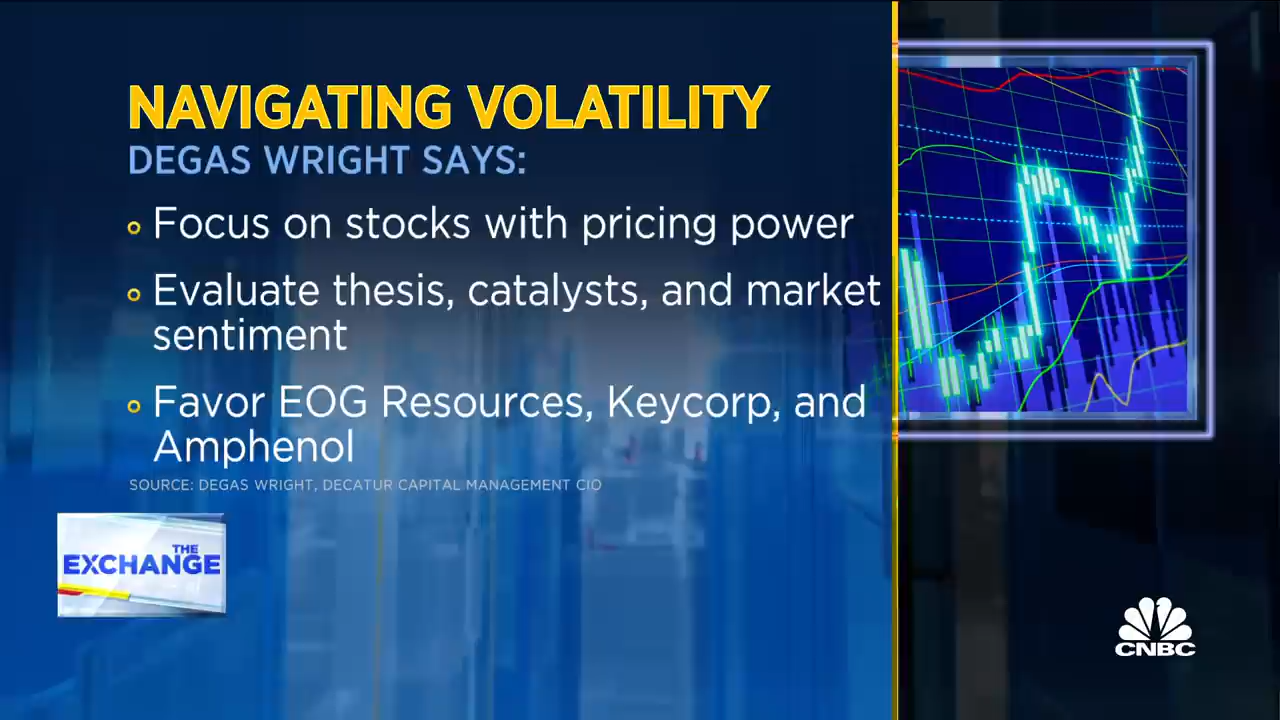 NAVIGATING VOLATILITY
DEGAS WRIGHT SAYS:
Focus on stocks with pricing power
Evaluate thesis, catalysts, and market
sentiment
Favor EOG Resources, Keycorp, and
Amphenol
SOURCE: DEGAS WRIGHT, DECATUR CAPITAL MANAGEMENT CIO
THE
EXCHANGE
CNBC